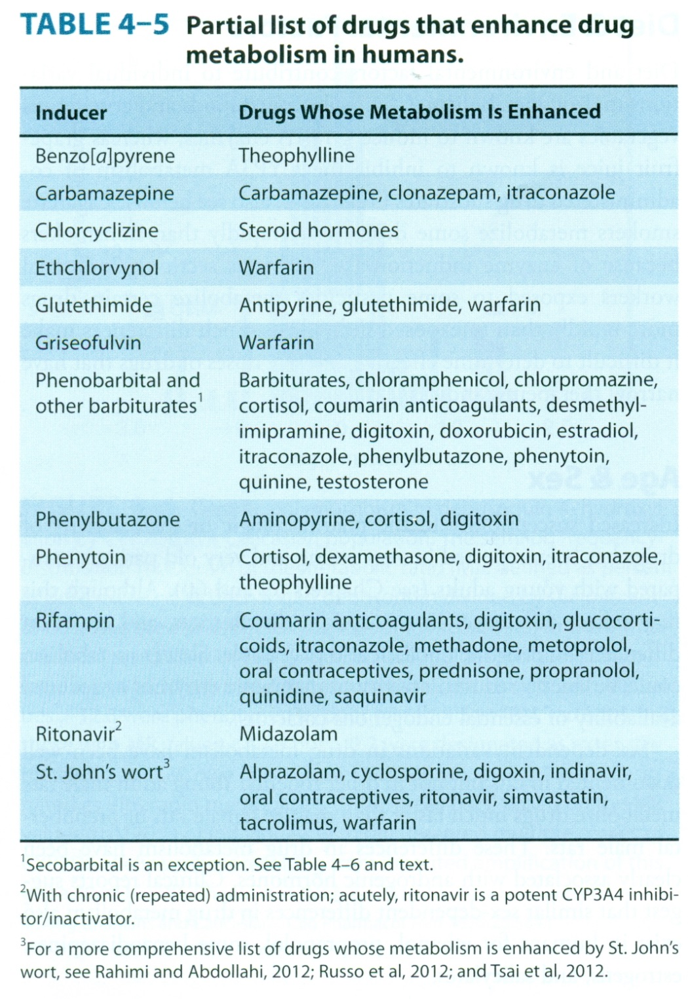 TABLE 4–5 Partial list of drugs that enhance drug
metabolism in humans.
Inducer Drugs Whose Metabolism Is Enhanced
Benzo[a]pyrene Theophylline
Carbamazepine Carbamazepine, clonazepam, itraconazole
Chlorcyclizine Steroid hormones
Ethchlorvynol Warfarin
Glutethimide Antipyrine, glutethimide, warfarin
Griseofulvin Warfarin
Phenobarbital and Barbiturates, chloramphenicol, chlorpromazine,
other barbiturates¹ cortisol, coumarin anticoagulants, desmethyl-
imipramine, digitoxin, doxorubicin, estradiol,
itraconazole, phenylbutazone, phenytoin,
quinine, testosterone
Phenylbutazone Aminopyrine, cortisol, digitoxin
Phenytoin Cortisol, dexamethasone, digitoxin, itraconazole,
theophylline
Rifampin Coumarin anticoagulants, digitoxin, glucocorti-
coids, itraconazole, methadone, metoprolol,
oral contraceptives, prednisone, propranolol,
quinidine, saquinavir
Ritonavir² Midazolam
St. John’s wort³ Alprazolam, cyclosporine, digoxin, indinavir,
oral contraceptives, ritonavir, simvastatin,
tacrolimus, warfarin
¹Secobarbital is an exception. See Table 4–6 and text.
²With chronic (repeated) administration; acutely, ritonavir is a potent CYP3A4 inhibi-
tor/inactivator.
³For a more comprehensive list of drugs whose metabolism is enhanced by St. John’s
wort, see Rahimi and Abdollahi, 2012; Russo et al, 2012; and Tsai et al, 2012.